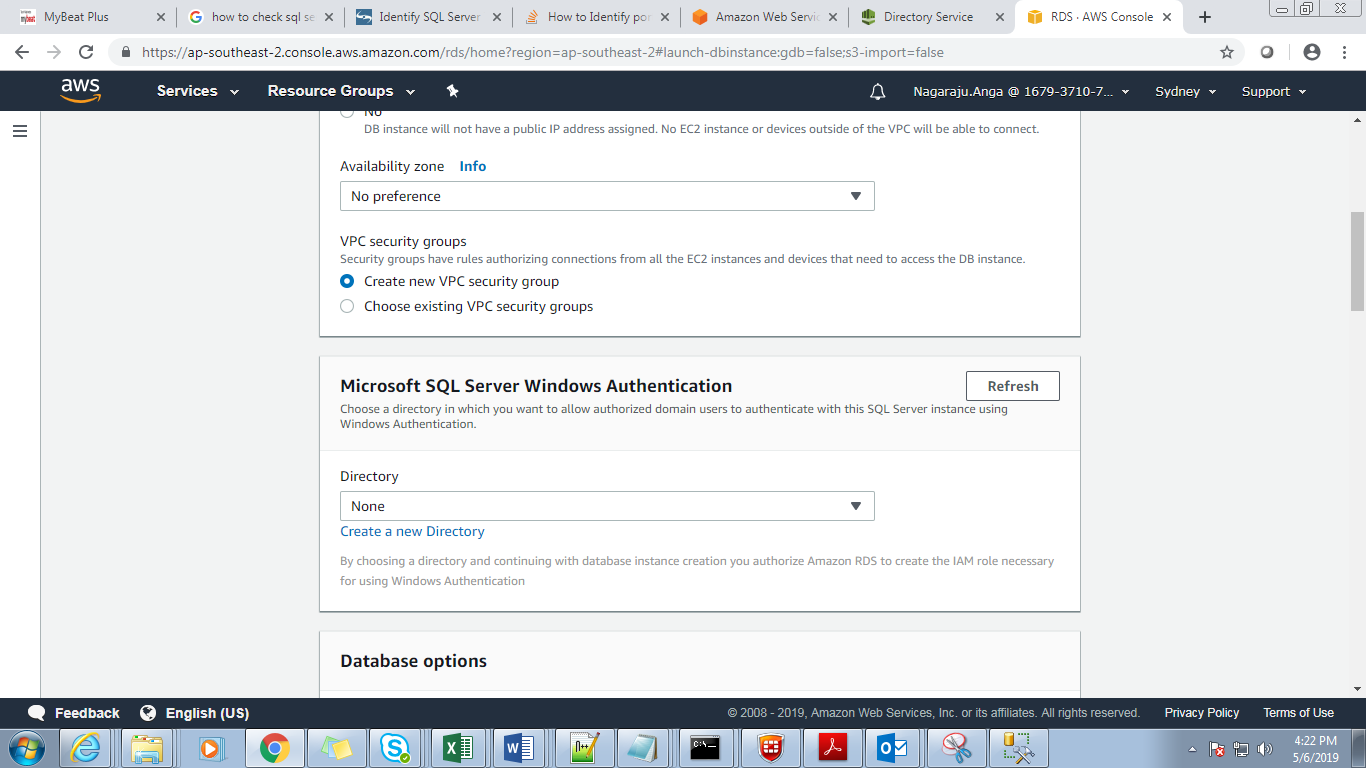 MyBeat Plus
how to check sql se
Identify SQL Server
How to Identify por
Amazon Web Servic
Directory Service
RDS · AWS Console
https://ap-southeast-2.console.aws.amazon.com/rds/home?region=ap-southeast-2#launch-dbinstance:gdb=false;s3-import=false
aws
Services
Resource Groups
Nagaraju.Anga @ 1679-3710-7...
Sydney
Support
No
DB instance will not have a public IP address assigned. No EC2 instance or devices outside of the VPC will be able to connect.
Availability zone Info
No preference
VPC security groups
Security groups have rules authorizing connections from all the EC2 instances and devices that need to access the DB instance.
Create new VPC security group
Choose existing VPC security groups
Microsoft SQL Server Windows Authentication
Refresh
Choose a directory in which you want to allow authorized domain users to authenticate with this SQL Server instance using
Windows Authentication.
Directory
None
Create a new Directory
By choosing a directory and continuing with database instance creation you authorize Amazon RDS to create the IAM role necessary
for using Windows Authentication
Database options
Feedback
English (US)
© 2008 - 2019, Amazon Web Services, Inc. or its affiliates. All rights reserved.
Privacy Policy
Terms of Use
4:22 PM
5/6/2019